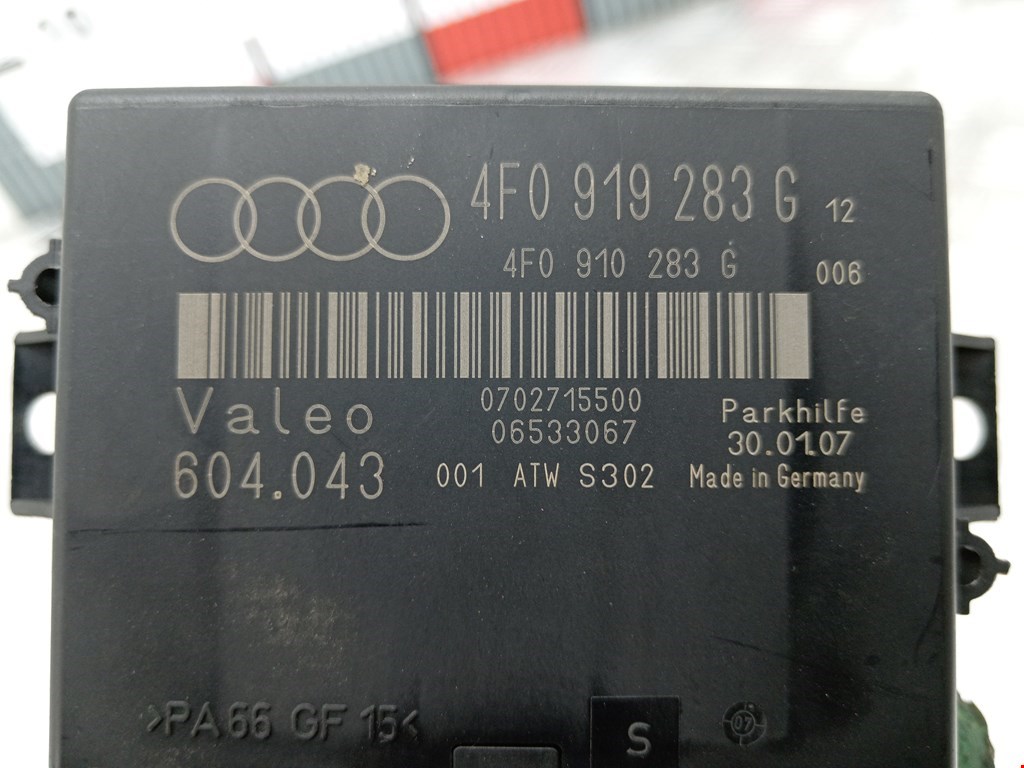 4F0 919 283 G 12
4F0 910 283 G 006
Valeo
0702715500
06533067
Parkhilfe
30.01.07
604.043
001 ATW S302
Made in Germany
>PA66 GF 15<
S
07